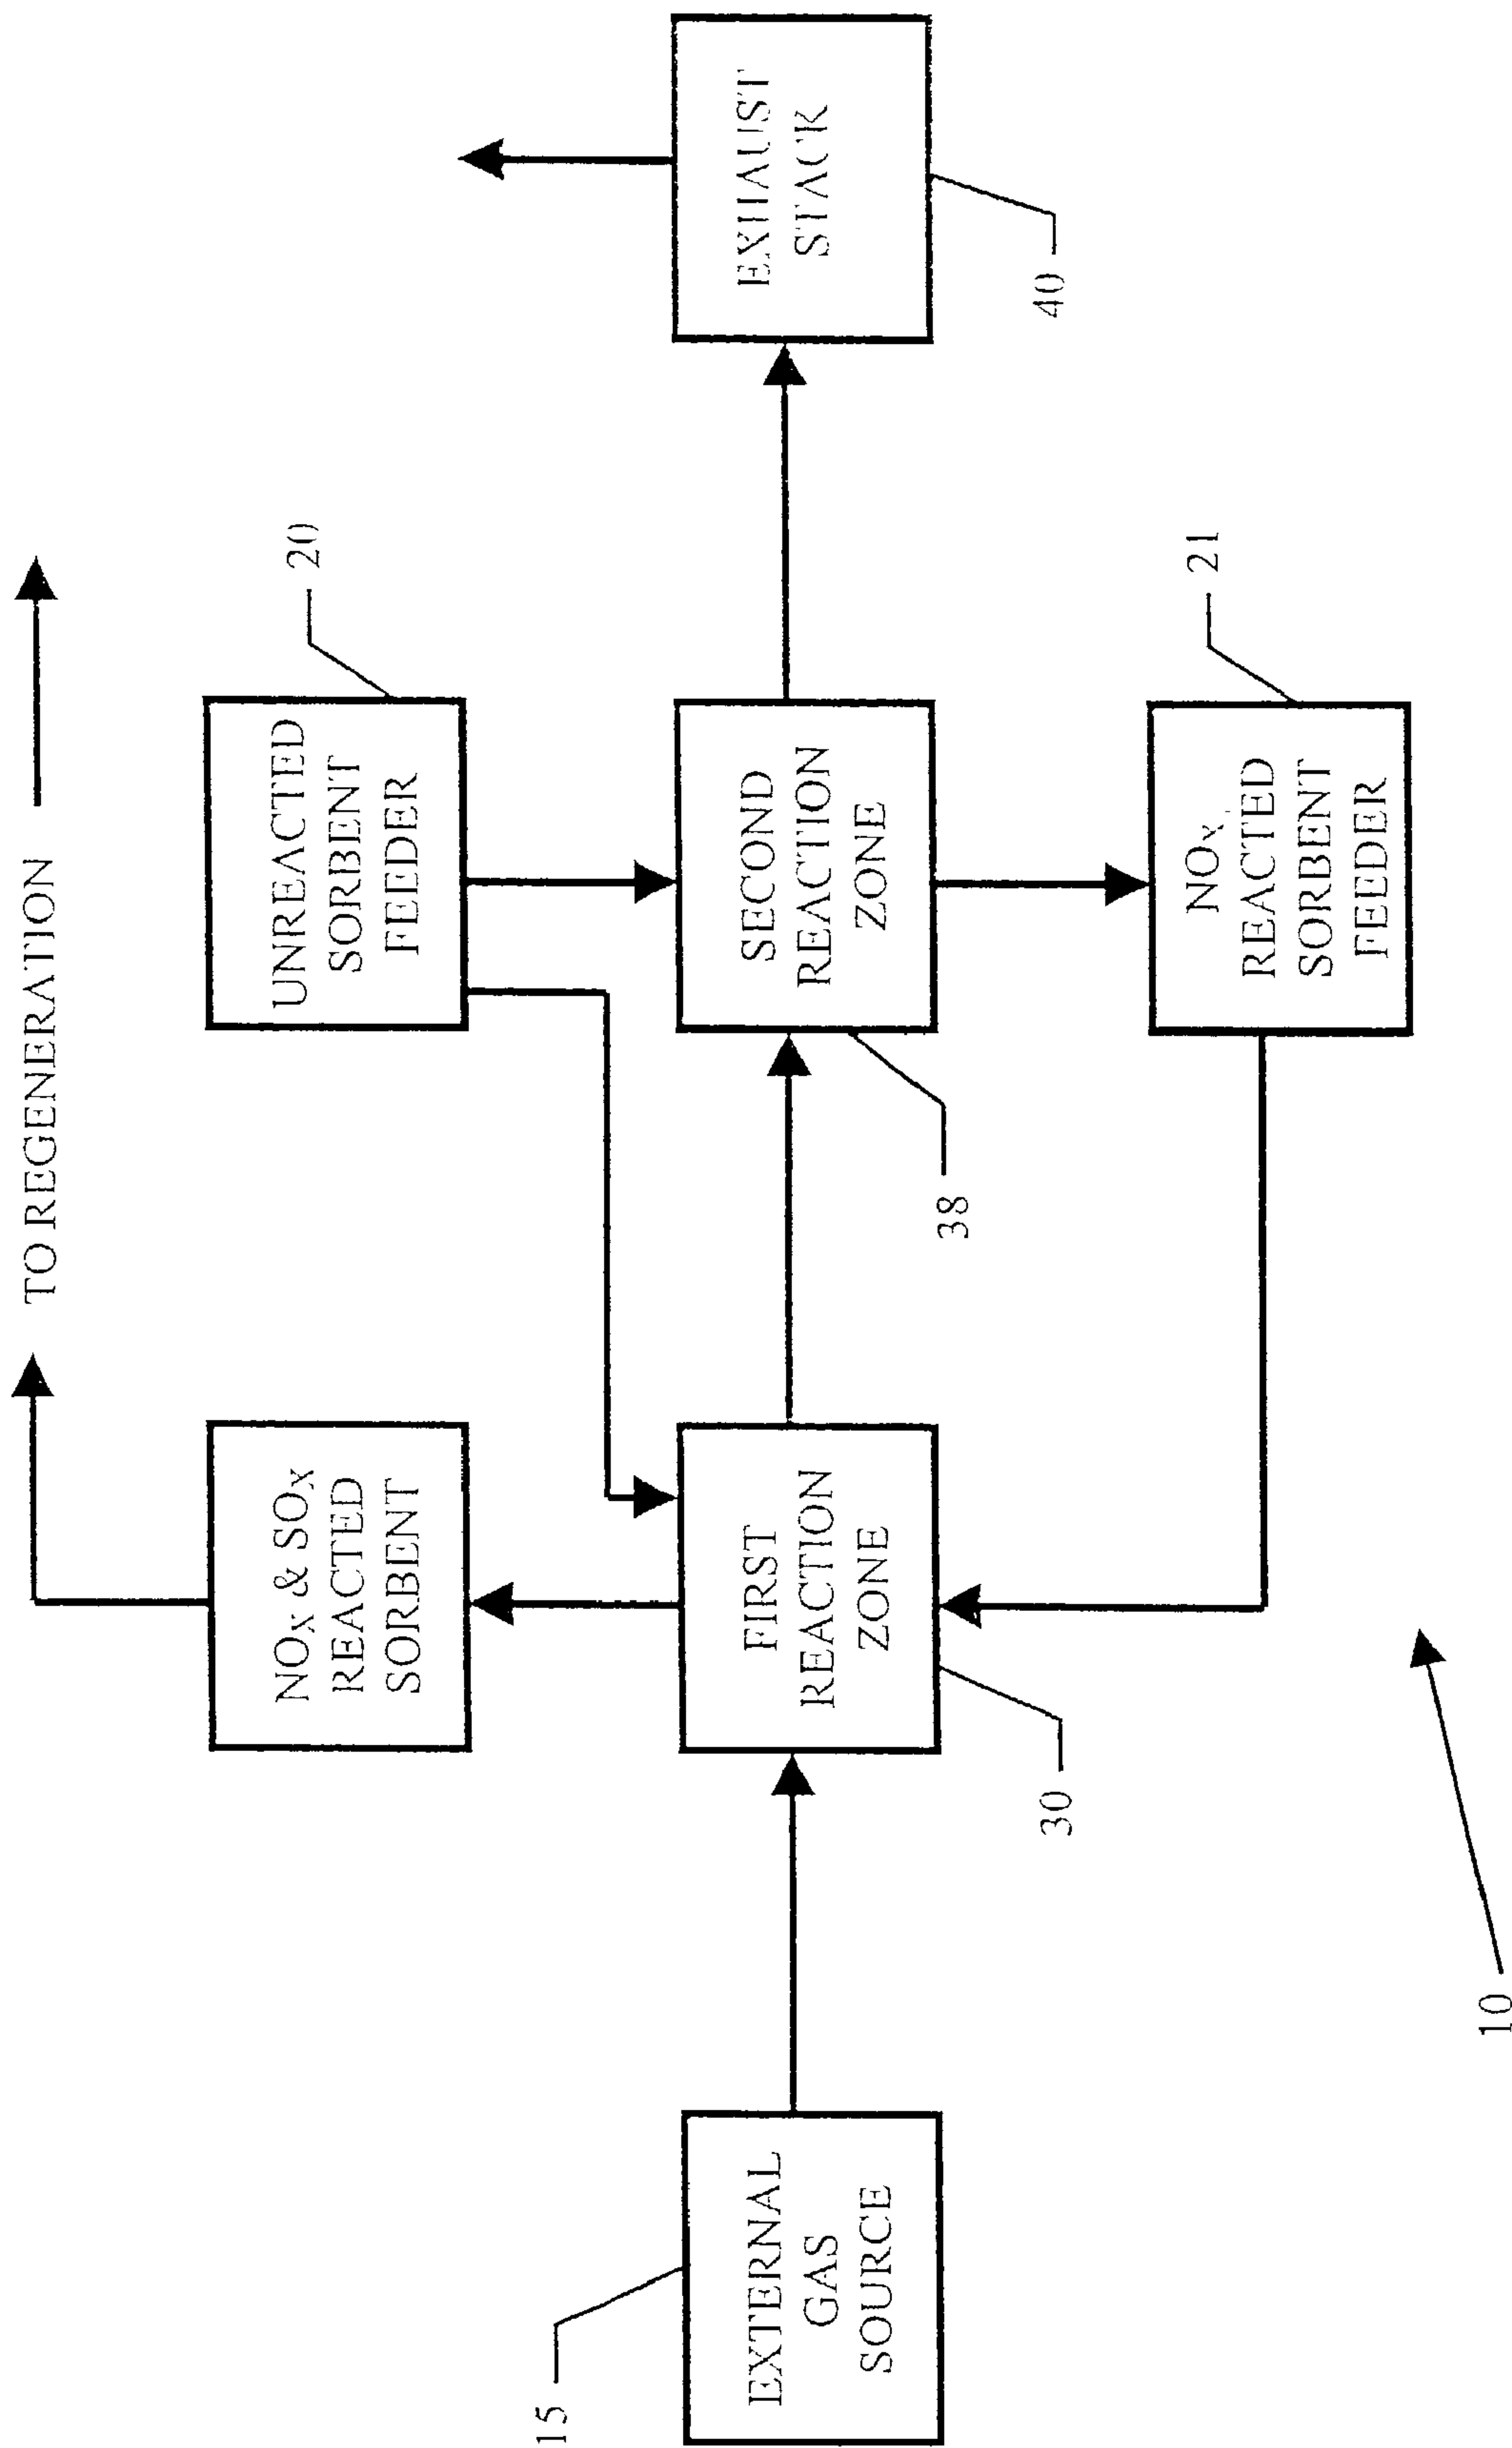 TO REGENERATION
NOX & SOX
REACTED
SORBENT
UNREACTED
SORBENT
FEEDER
20
15
EXTERNAL
GAS
SOURCE
FIRST
REACTION
ZONE
30
SECOND
REACTION
ZONE
38
EXHAUST
STACK
40
NOX
REACTED
SORBENT
FEEDER
21
10